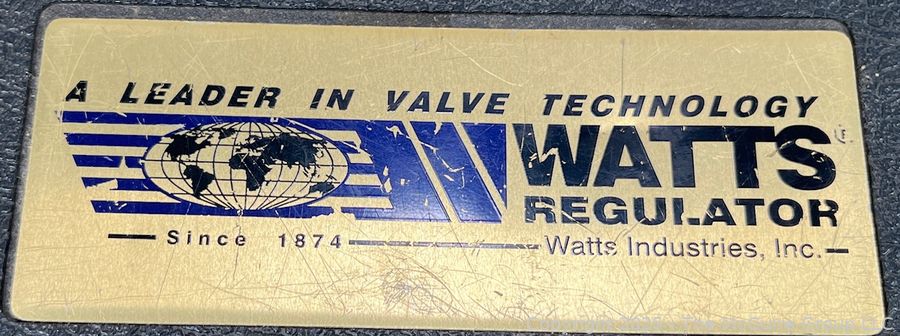 A LEADER IN VALVE TECHNOLOGY
WATTS
REGULATOR
Since 1874
Watts Industries, Inc.